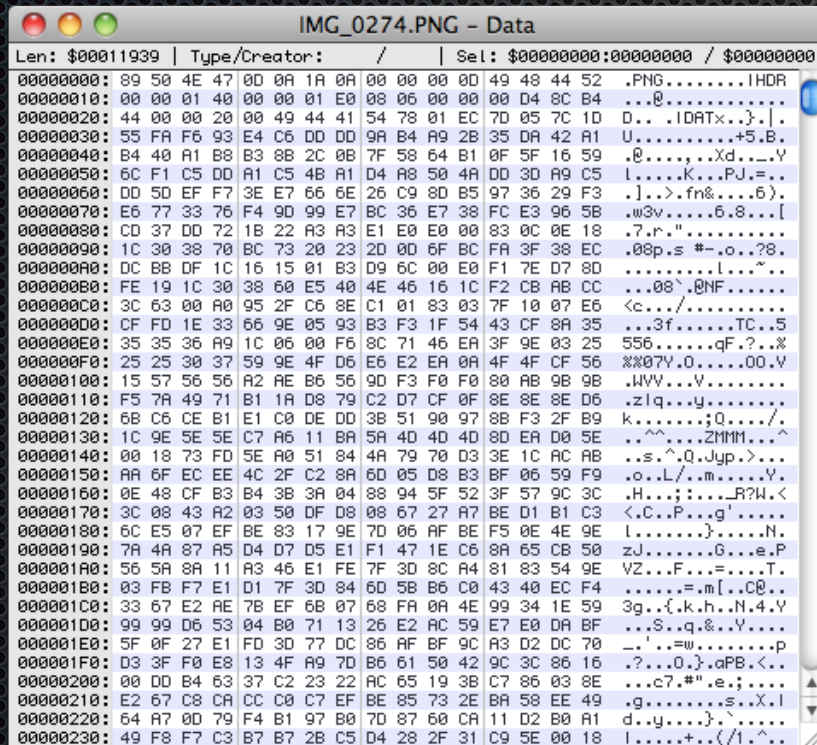 IMG_0274.PNG – Data
Len: $00011939 | Type/Creator: / | Sel: $00000000:00000000 / $00000000
00000000: 89 50 4E 47 0D 0A 1A 0A 00 00 00 0D 49 48 44 52 .PNG........IHDR
00000010: 00 00 01 40 00 00 01 E0 08 06 00 00 00 D4 8C B4 ...@............
00000020: 44 00 00 20 00 49 44 41 54 78 01 EC 7D 05 7C 1D D.. .IDATx..}.|.
00000030: 55 FA F6 93 E4 C6 DD DD 9A B4 A9 2B 35 DA 42 A1 U..........+5.B.
00000040: B4 40 A1 B8 B3 8B 2C 0B 7F 58 64 B1 0F 5F 16 59 .@....,..Xd.._.Y
00000050: 6C F1 C5 DD A1 C5 4B A1 D4 A8 50 4A DD 3D A9 C5 l.....K...PJ.=..
00000060: DD 5D EF F7 3E E7 66 6E 26 C9 8D B5 97 36 29 F3 .]..>.fn&....6).
00000070: E6 77 33 76 F4 9D 99 E7 BC 36 E7 38 FC E3 96 5B .w3v.....6.8...[
00000080: CD 37 DD 72 1B 22 A3 A3 E1 E0 E0 00 83 0C 0E 18 .7.r."..........
00000090: 1C 30 38 70 BC 73 20 23 2D 0D 6F BC FA 3F 38 EC .08p.s #-.o..?8.
000000A0: DC BB DF 1C 16 15 01 B3 D9 6C 00 E0 F1 7E D7 8D .........l...~..
000000B0: FE 19 1C 30 38 60 E5 40 4E 46 16 1C F2 CB AB CC ...08`.@NF......
000000C0: 3C 63 00 A0 95 2F C6 8E C1 01 83 03 7F 10 07 E6 <c.../..........
000000D0: CF FD 1E 33 66 9E 05 93 B3 F3 1F 54 43 CF 8A 35 ...3f......TC..5
000000E0: 35 35 36 A9 1C 06 00 F6 8C 71 46 EA 3F 9E 03 25 556......qF.?..%
000000F0: 25 25 30 37 59 9E 4F D6 E6 E2 EA 0A 4F 4F CF 56 %%07Y.O.....OO.V
00000100: 15 57 56 56 A2 AE B6 56 9D F3 F0 F0 80 AB 9B 9B .WVV...V........
00000110: F5 7A 49 71 B1 1A D8 79 C2 D7 CF 0F 8E 8E 8E D6 .zIq...y........
00000120: 6B C6 CE B1 E1 C0 DE DD 3B 51 90 97 8B F3 2F B9 k.......;Q..../.
00000130: 1C 9E 5E 5E C7 A6 11 BA 5A 4D 4D 4D 8D EA D0 5E ..^^....ZMMM...^
00000140: 00 18 73 FD 5E A0 51 84 4A 79 70 D3 3E 1C AC AB ..s.^.Q.Jyp.>...
00000150: AA 6F EC EE 4C 2F C2 8A 6D 05 D8 B3 BF 06 59 F9 .o..L/..m.....Y.
00000160: 0E 48 CF B3 B4 3B 3A 04 88 94 5F 52 3F 57 9C 3C .H...;:..._R?W.<
00000170: 3C 08 43 A2 03 50 DF D8 08 67 27 A7 BE D1 B1 C3 <.C..P...g'.....
00000180: 6C E5 07 EF BE 83 17 9E 7D 06 AF BE F5 0E 4E 9E l.......}.....N.
00000190: 7A 4A 87 A5 D4 D7 D5 E1 F1 47 1E C6 8A 65 CB 50 zJ.......G...e.P
000001A0: 56 5A 8A 11 A3 46 E1 FE 7F 3D 8C A4 81 83 54 9E VZ...F...=....T.
000001B0: 03 FB F7 E1 D1 7F 3D 84 6D 5B B6 C0 43 40 EC F4 ......=.m[..C@..
000001C0: 33 67 E2 AE 7B EF 6B 07 68 FA 0A 4E 99 34 1E 59 3g..{.k.h..N.4.Y
000001D0: 99 99 D6 53 04 B0 71 13 26 E2 AC 59 E7 E0 DA BF ...S..q.&..Y....
000001E0: 5F 0F 27 E1 FD 3D 77 DC 86 AF BF 9C A3 D2 DC 70 _.'..=w........p
000001F0: D3 3F F0 E8 13 4F A9 7D B6 61 50 42 9C 3C 86 16 .?...O.}.aPB.<..
00000200: 00 DD B4 63 37 C2 23 22 AC 65 19 3B C7 86 03 8E ...c7.#".e.;....
00000210: E2 67 C8 CA CC C0 C7 EF BE 85 73 2E BA 58 EE 49 .g........s..X.I
00000220: 64 A7 0D 79 F4 B1 97 B0 7D 87 60 CA 11 D2 B0 A1 d..y....}.`.....
00000230: 49 F8 F7 C3 B7 B7 2B C5 D4 28 2F 31 C9 5E 00 18 I.....+..(/1.^..